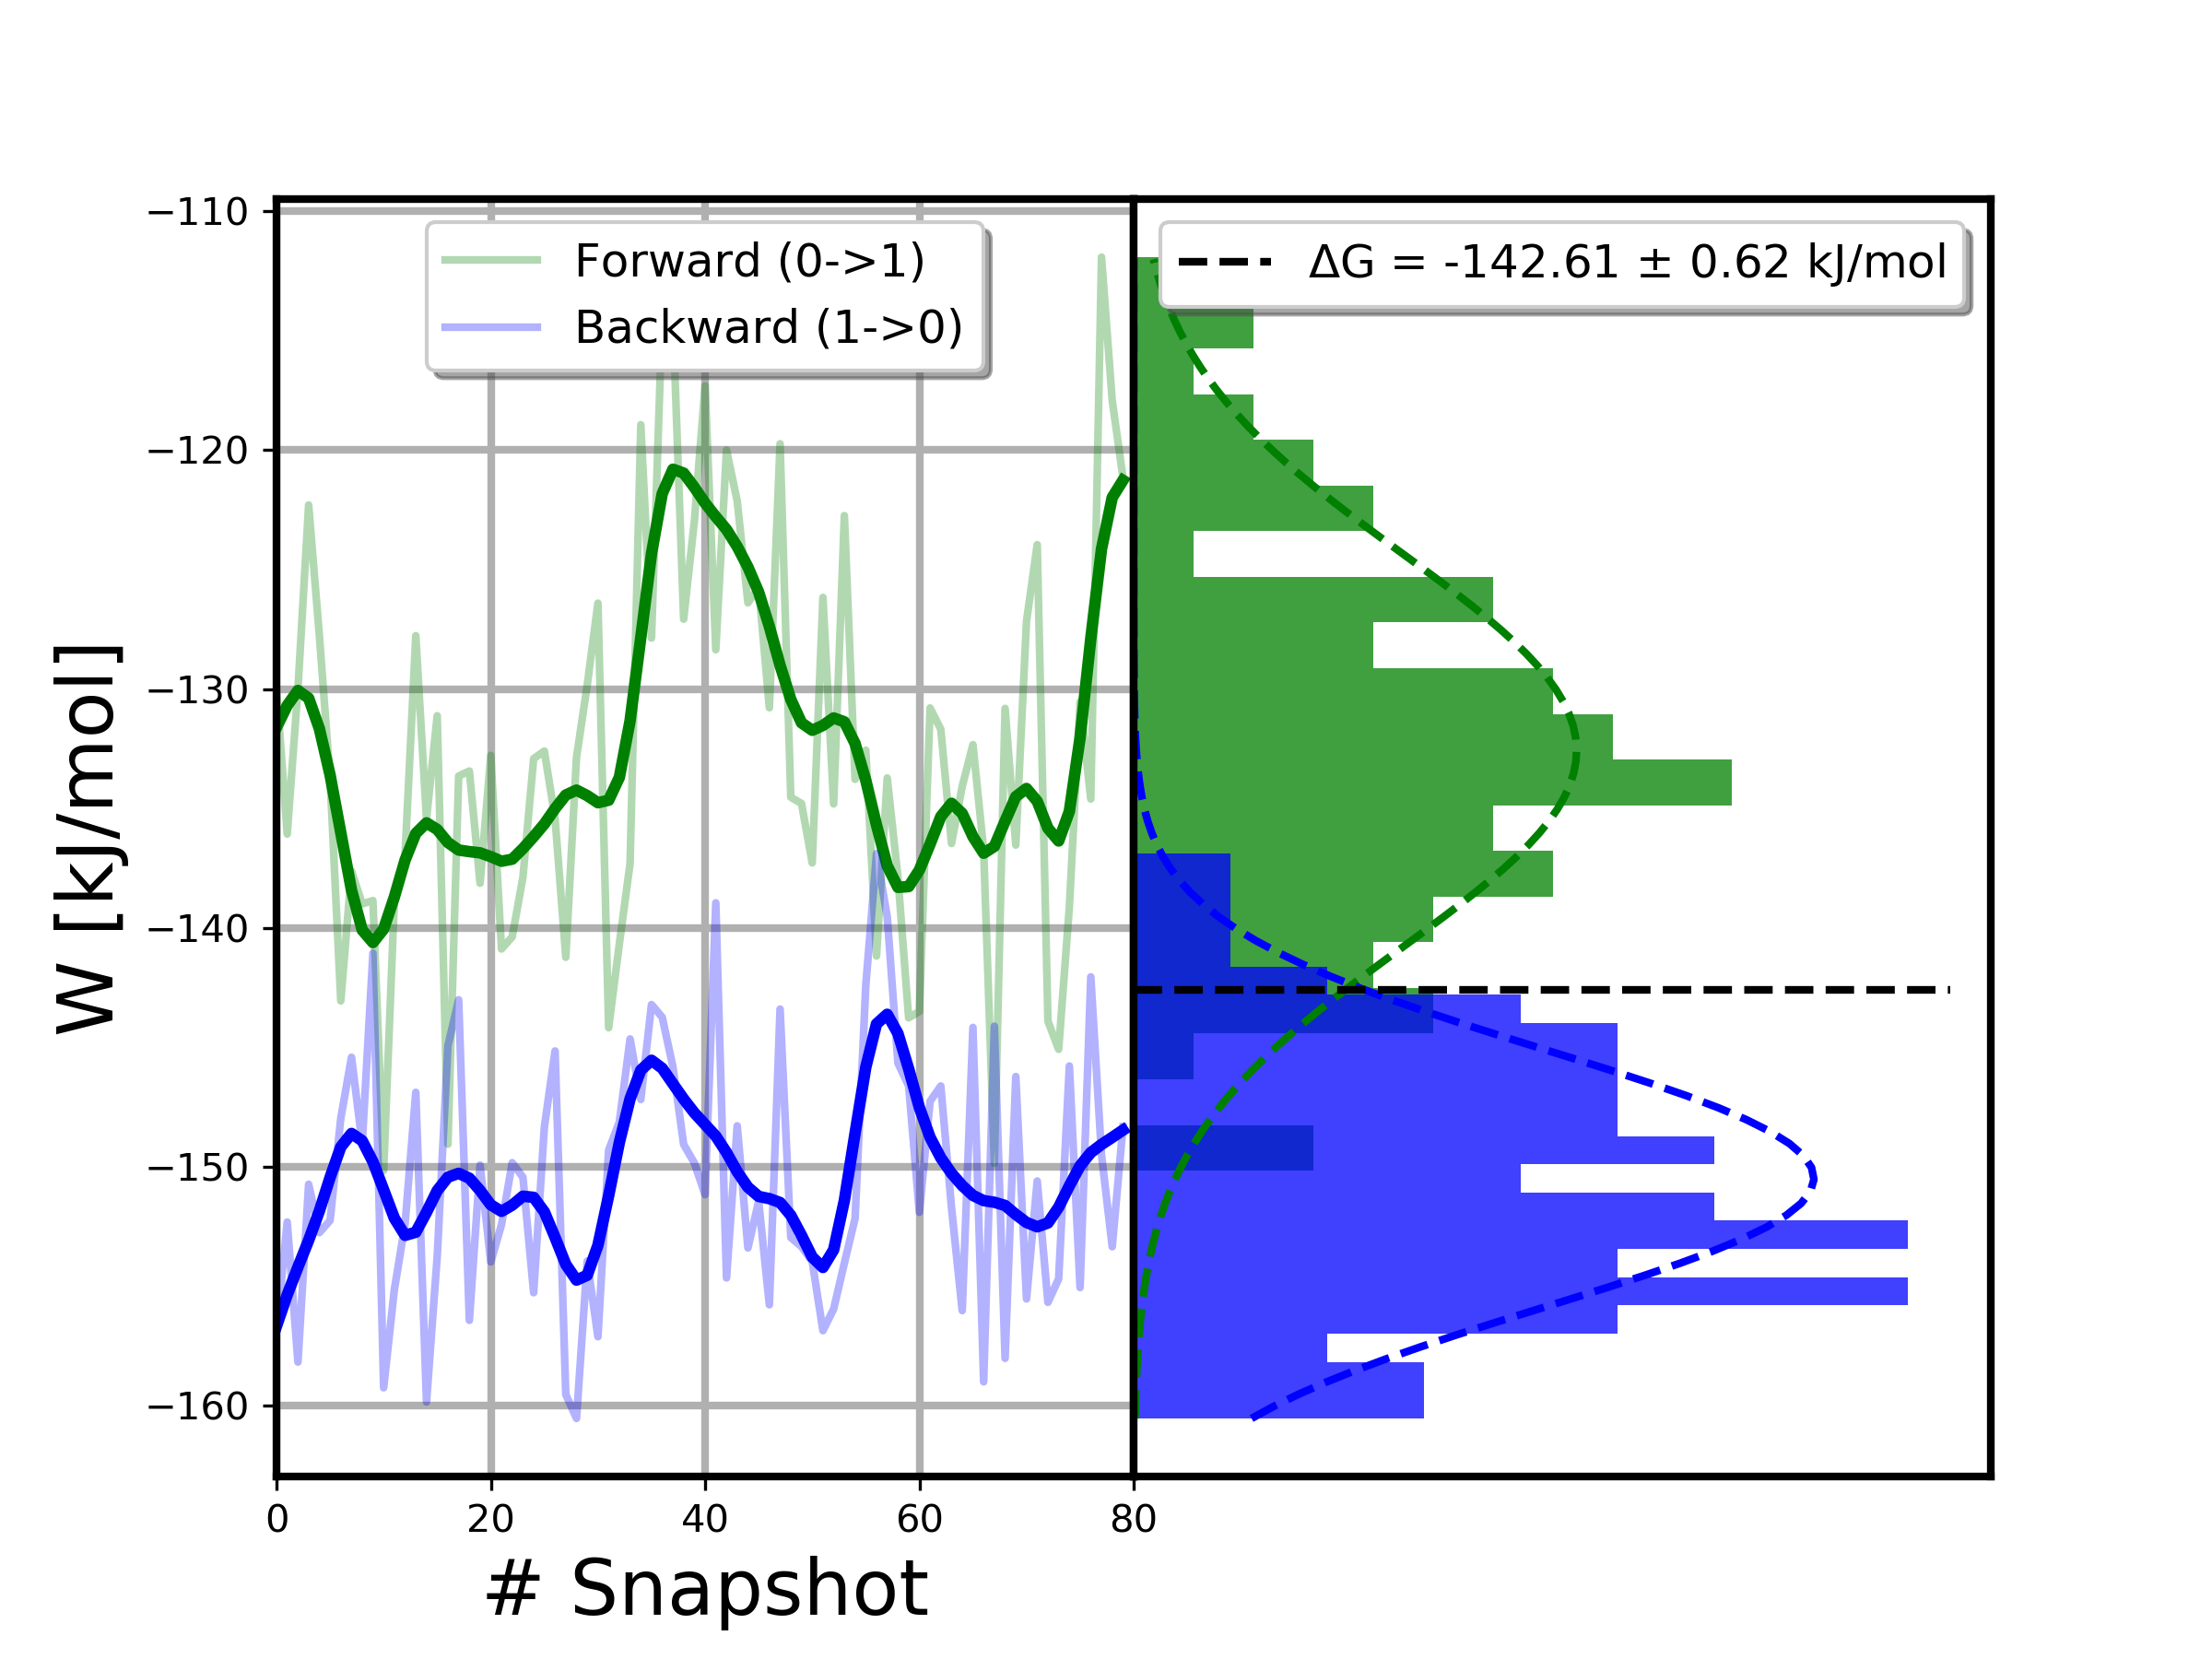 Forward (0->1)
Backward (1->0)
ΔG = -142.61 ± 0.62 kJ/mol
W [kJ/mol]
−110
−120
−130
−140
−150
−160
0 20 40 60 80
# Snapshot